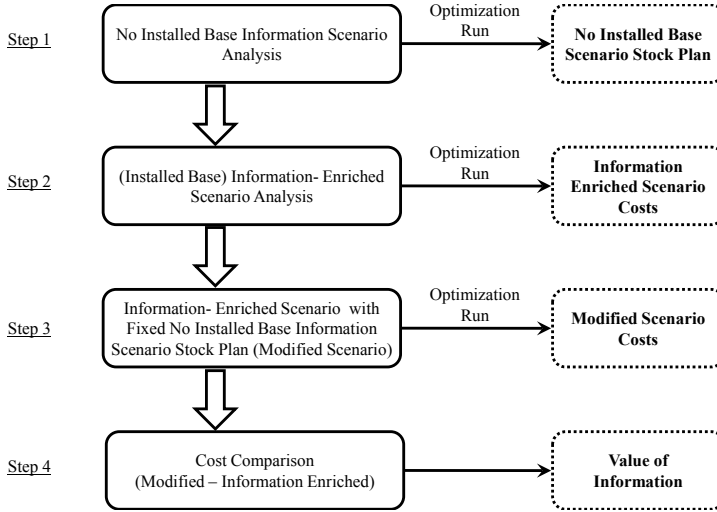 Step 1
No Installed Base Information Scenario
Analysis
Optimization
Run
No Installed Base
Scenario Stock Plan
Step 2
(Installed Base) Information- Enriched
Scenario Analysis
Optimization
Run
Information
Enriched Scenario
Costs
Step 3
Information- Enriched Scenario with
Fixed No Installed Base Information
Scenario Stock Plan (Modified Scenario)
Optimization
Run
Modified Scenario
Costs
Step 4
Cost Comparison
(Modified – Information Enriched)
Value of
Information